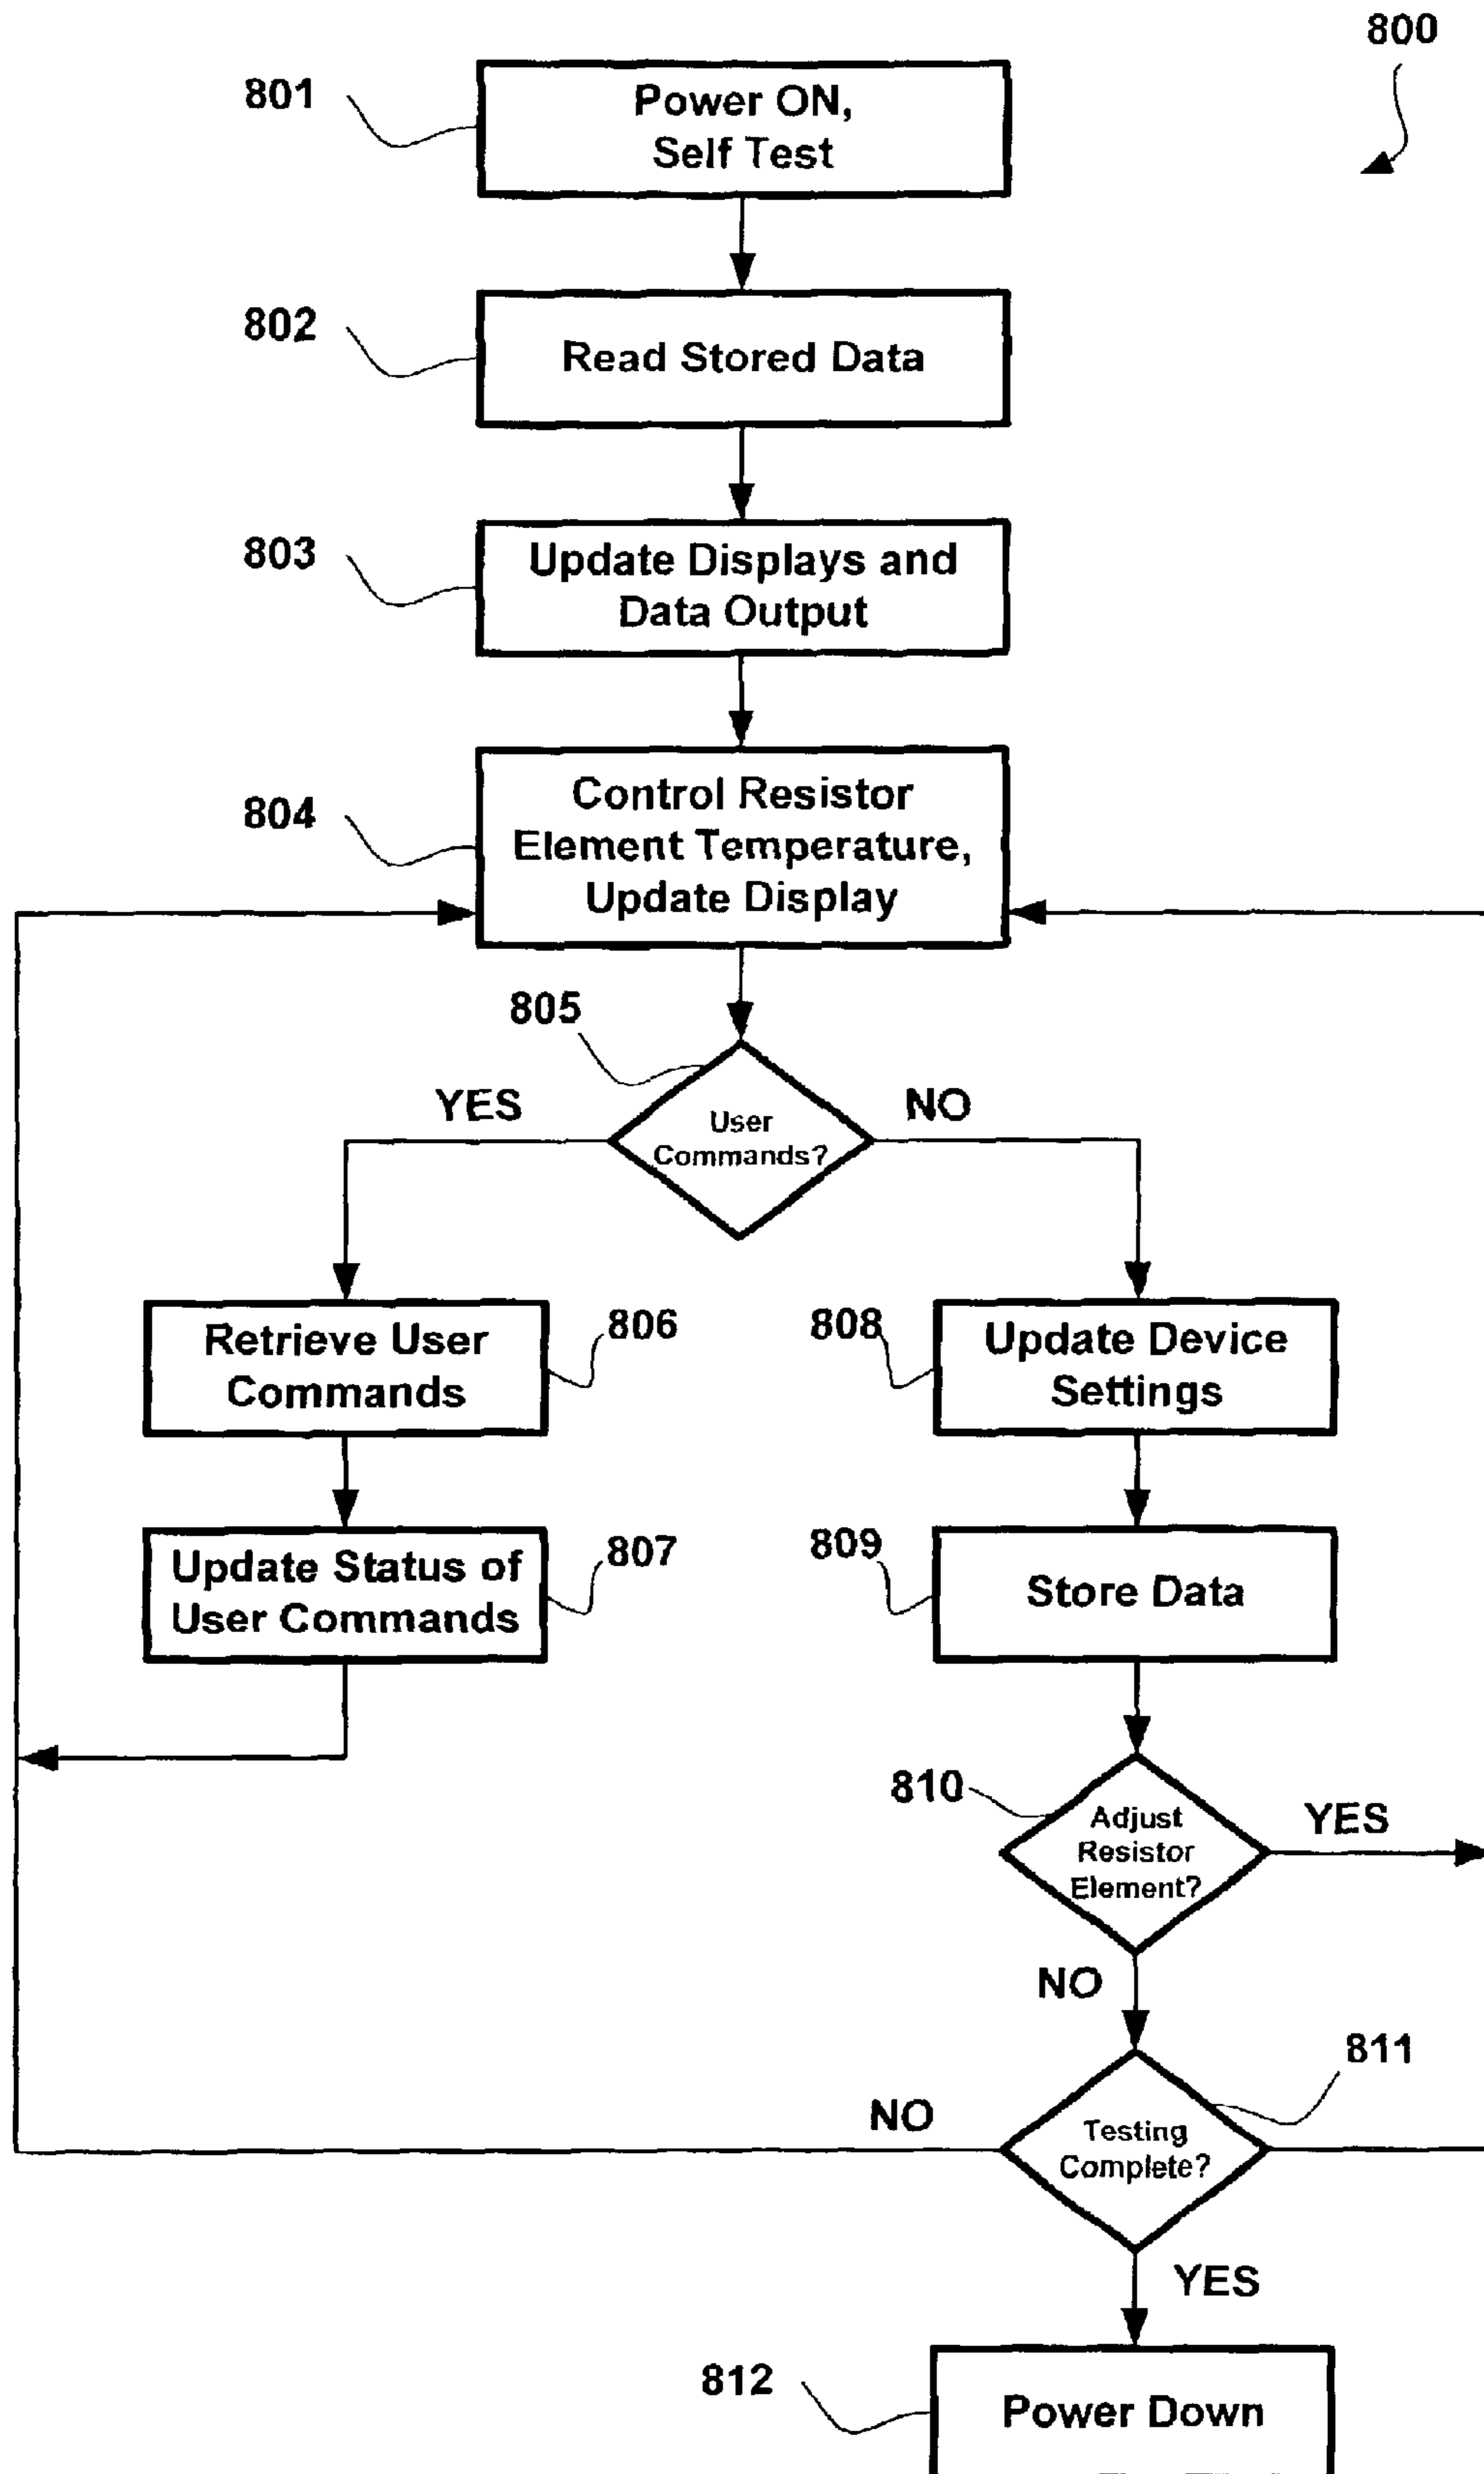 800
801
Power ON,
Self Test
802
Read Stored Data
803
Update Displays and
Data Output
804
Control Resistor
Element Temperature,
Update Display
805
YES
NO
User
Commands?
Retrieve User
Commands
806
808
Update Device
Settings
Update Status of
User Commands
807
809
Store Data
810
Adjust
Resistor
Element?
YES
NO
811
NO
Testing
Complete?
YES
812
Power Down